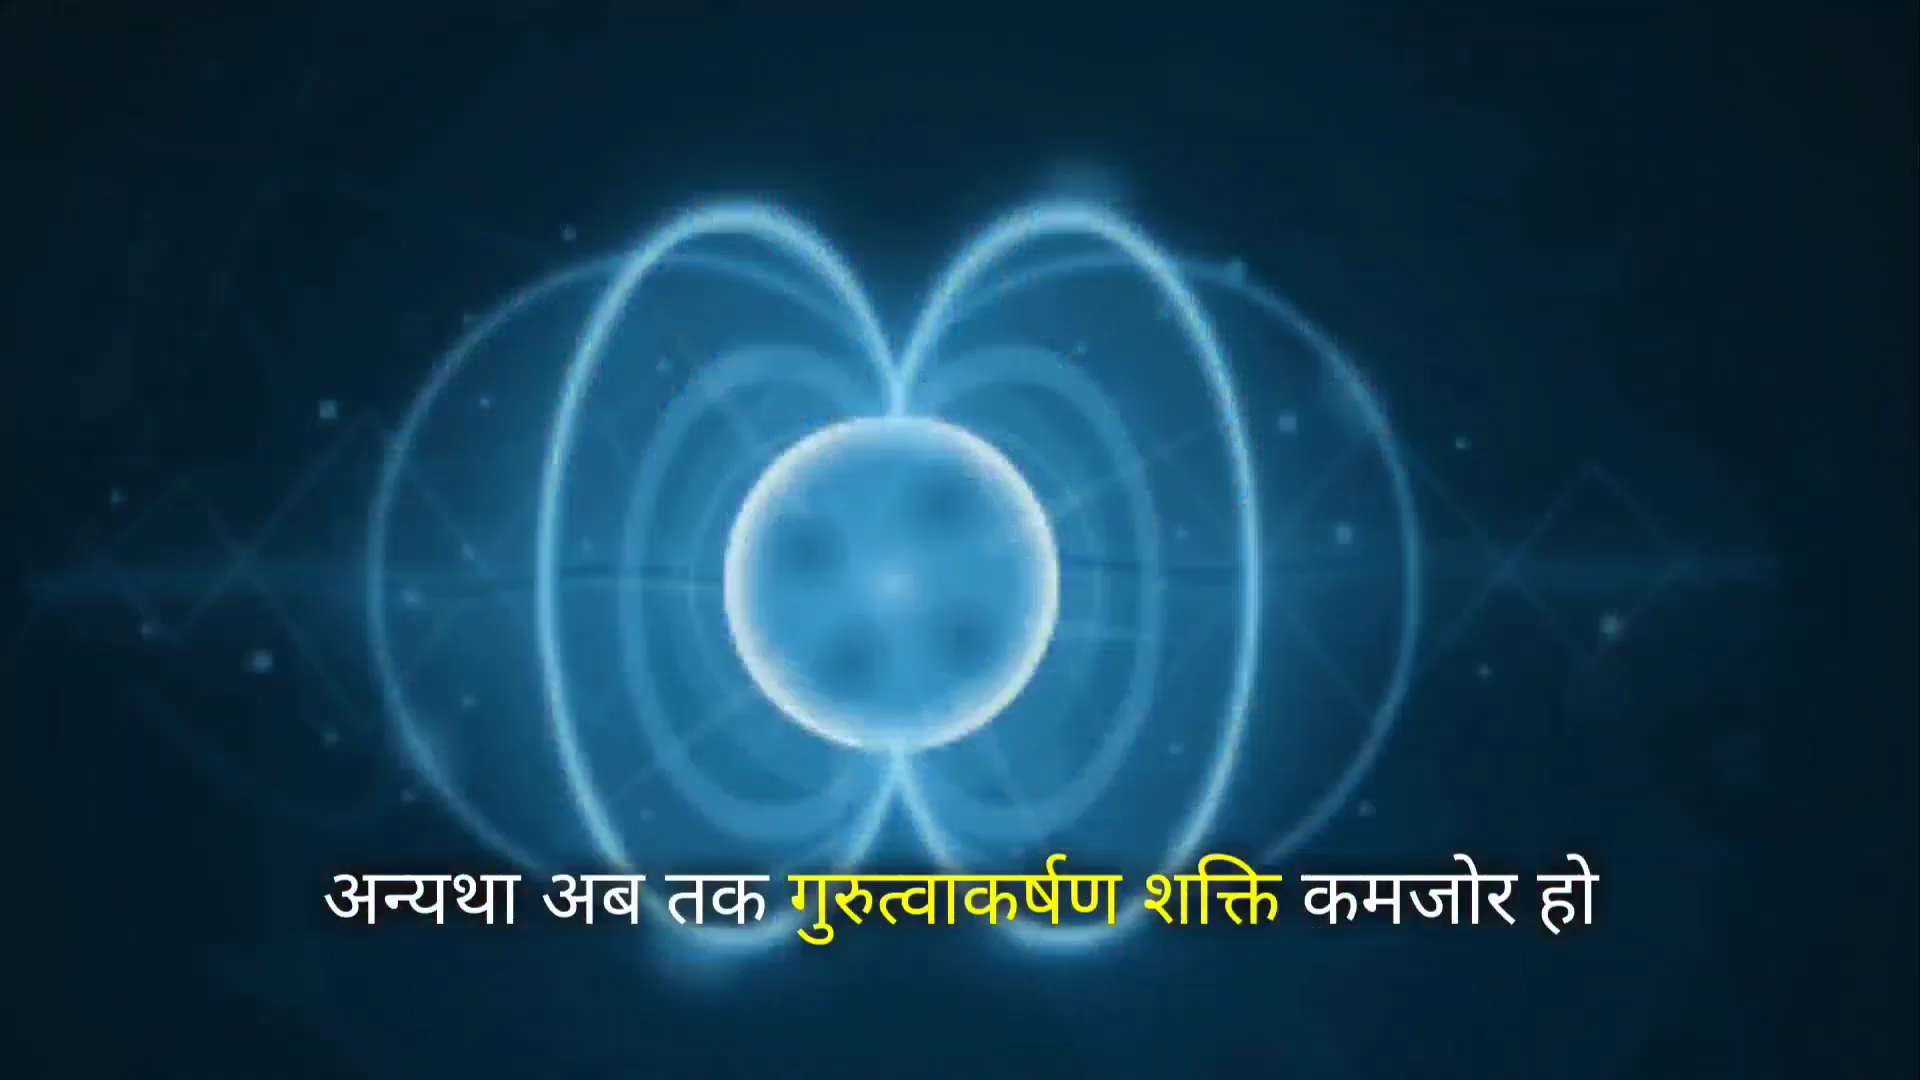 अन्यथा अब तक गुरुत्वाकर्षण शक्ति कमजोर हो